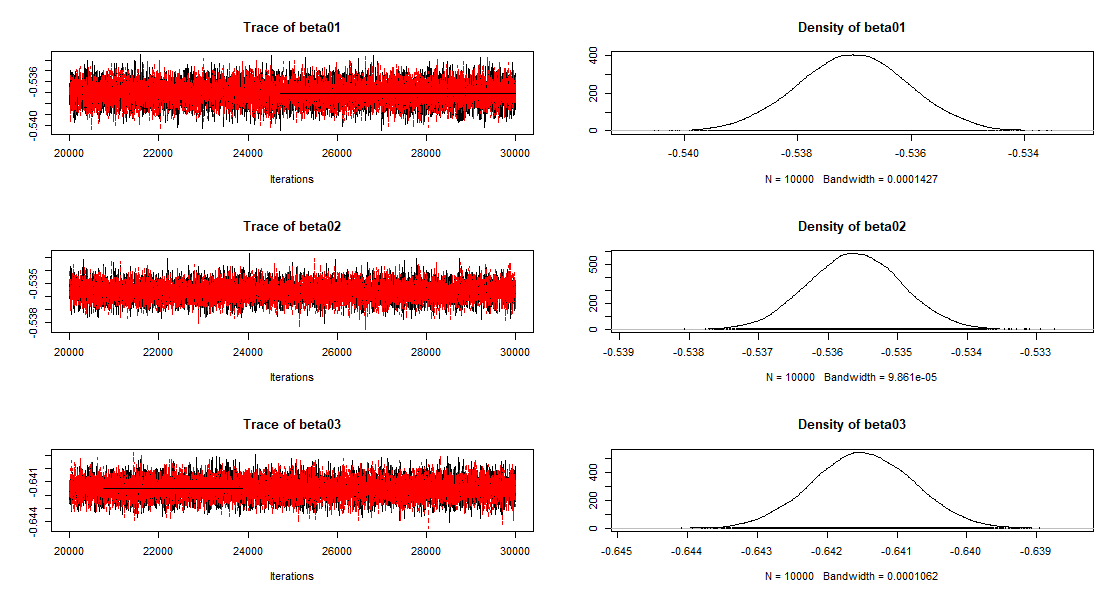 Trace of beta01
-0.540 -0.536
20000 22000 24000 26000 28000 30000
Iterations
Density of beta01
0 200 400
-0.540 -0.538 -0.536 -0.534
N = 10000 Bandwidth = 0.0001427
Trace of beta02
-0.538 -0.535
20000 22000 24000 26000 28000 30000
Iterations
Density of beta02
0 200 500
-0.539 -0.538 -0.537 -0.536 -0.535 -0.534 -0.533
N = 10000 Bandwidth = 9.861e-05
Trace of beta03
-0.644 -0.641
20000 22000 24000 26000 28000 30000
Iterations
Density of beta03
0 200 400
-0.645 -0.644 -0.643 -0.642 -0.641 -0.640 -0.639
N = 10000 Bandwidth = 0.0001062